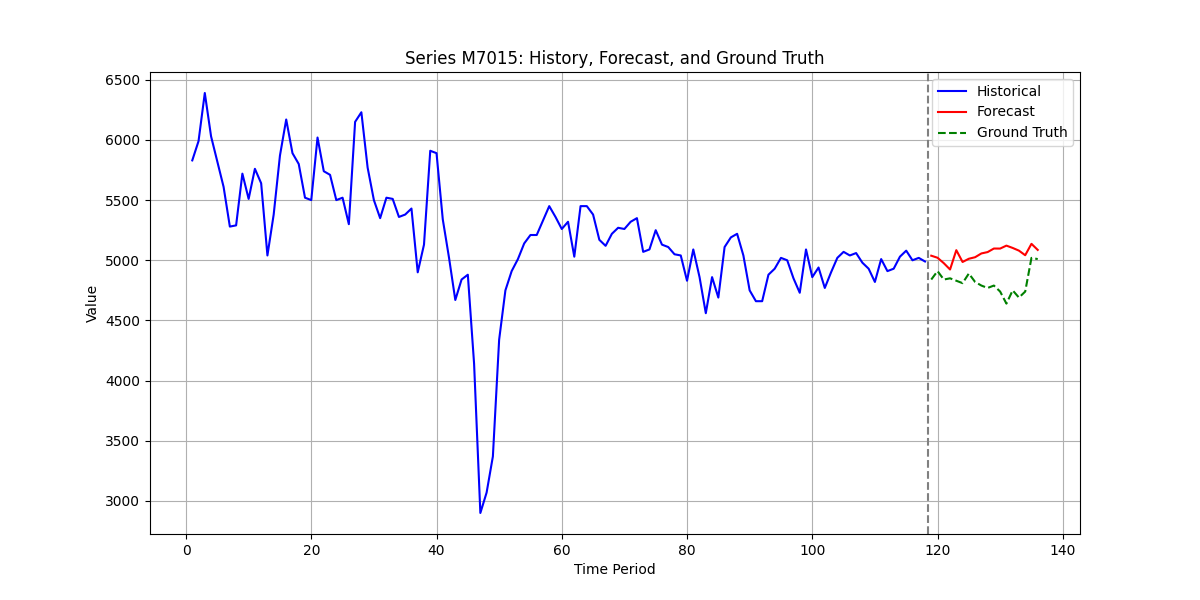 Series M7015: History, Forecast, and Ground Truth
Historical
Forecast
Ground Truth
6500
6000
5500
5000
4500
4000
3500
3000
Value
0 20 40 60 80 100 120 140
Time Period